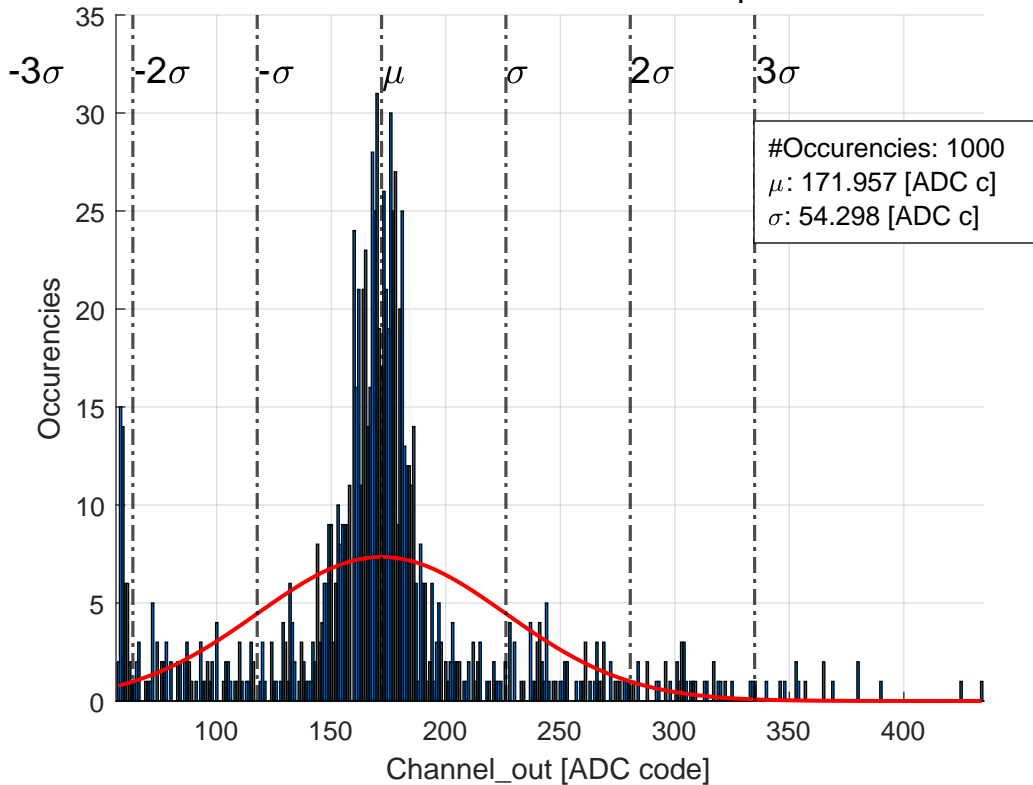 35
-3σ -2σ -σ μ σ 2σ 3σ
30
#Occurencies: 1000
μ: 171.957 [ADC c]
σ: 54.298 [ADC c]
25
20
15
10
5
0
Occurencies
100 150 200 250 300 350 400
Channel_out [ADC code]